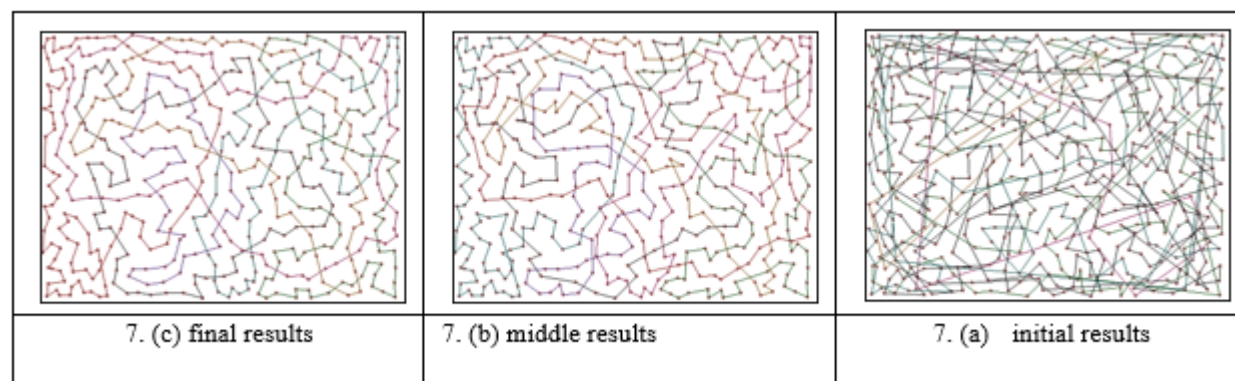 7. (c) final results
7. (b) middle results
7. (a) initial results